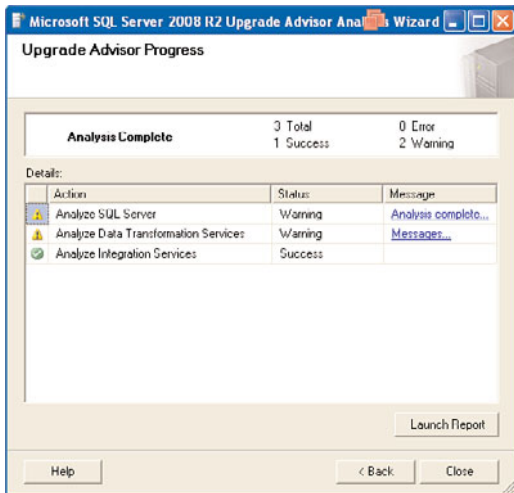 Microsoft SQL Server 2008 R2 Upgrade Advisor Analysis Wizard
Upgrade Advisor Progress
Analysis Complete
3 Total
0 Error
1 Success
2 Warning
Details:
Action Status Message
Analyze SQL Server Warning Analysis complete...
Analyze Data Transformation Services Warning Messages...
Analyze Integration Services Success
Launch Report
Help < Back Close